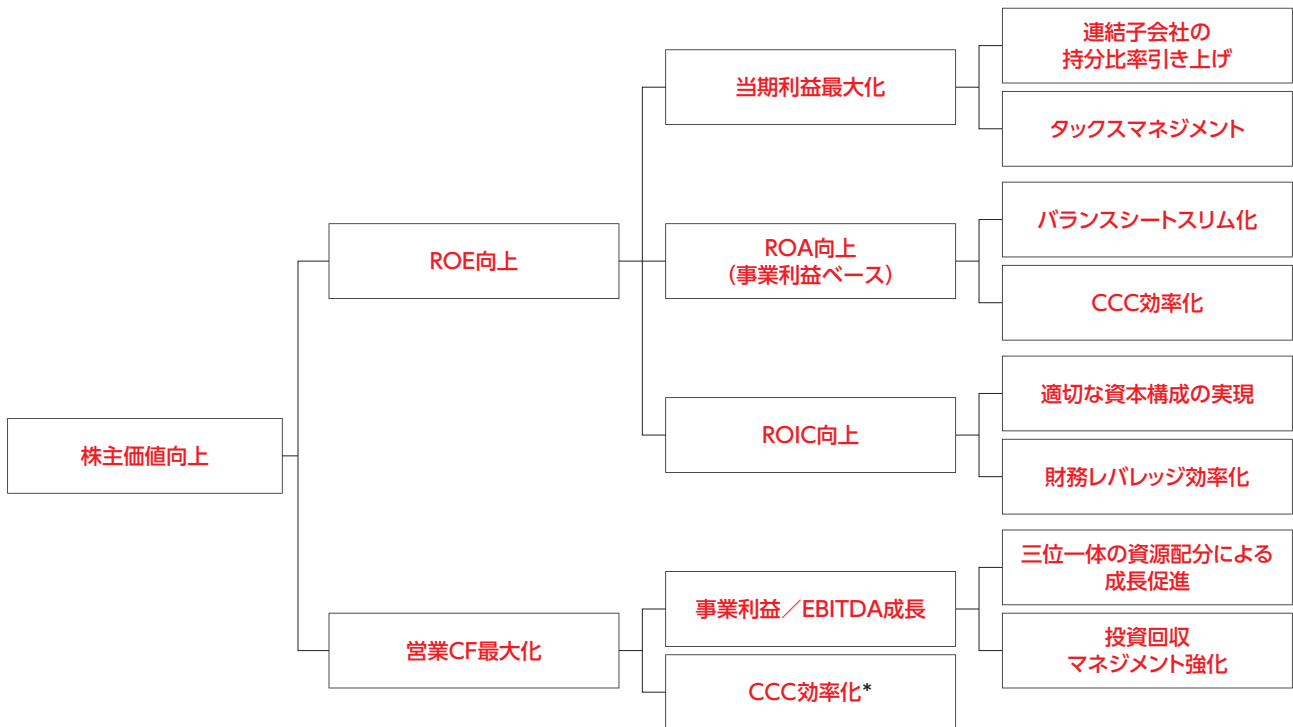 株主価値向上
ROE向上
当期利益最大化
連結子会社の
持分比率引き上げ
タックスマネジメント
ROA向上
(事業利益ベース)
バランスシートスリム化
CCC効率化
ROIC向上
適切な資本構成の実現
財務レバレッジ効率化
営業CF最大化
事業利益／EBITDA成長
三位一体の資源配分による
成長促進
投資回収
マネジメント強化
CCC効率化*